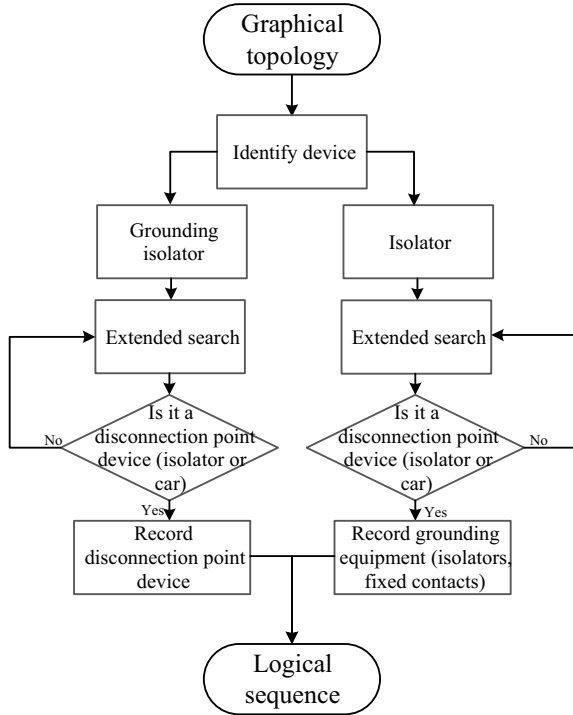 Graphical
topology
Identify device
Grounding
isolator
Isolator
Extended search
Extended search
Is it a
disconnection point
device (isolator or
car)
No
Yes
Is it a
disconnection point
device (isolator or
car)
No
Yes
Record
disconnection point
device
Record grounding
equipment (isolators,
fixed contacts)
Logical
sequence